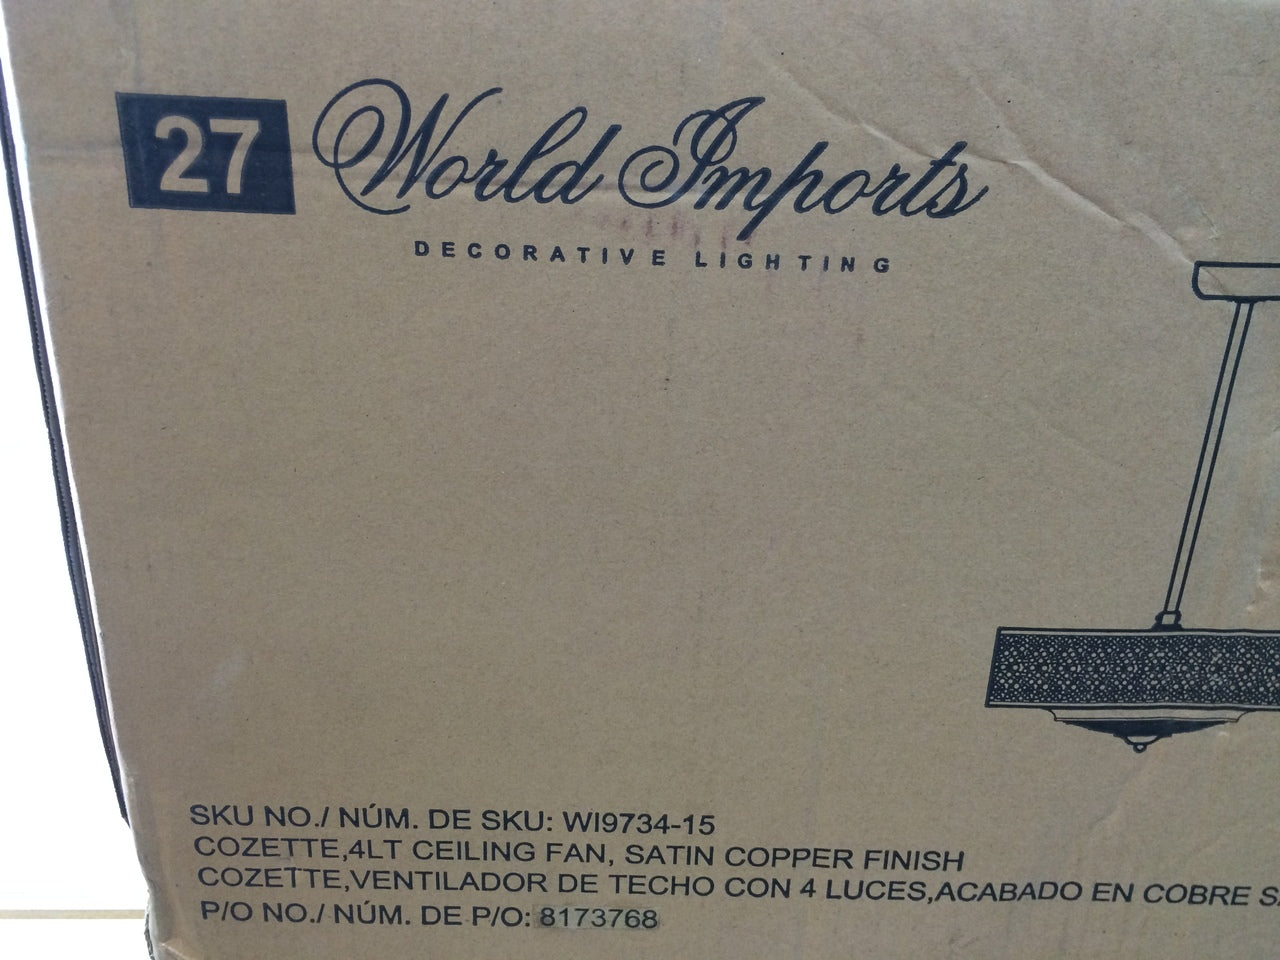 27 World Imports
DECORATIVE LIGHTING
SKU NO./ NÚM. DE SKU: WI9734-15
COZETTE,4LT CEILING FAN, SATIN COPPER FINISH
COZETTE,VENTILADOR DE TECHO CON 4 LUCES,ACABADO EN COBRE
P/O NO./ NÚM. DE P/O: 8173768